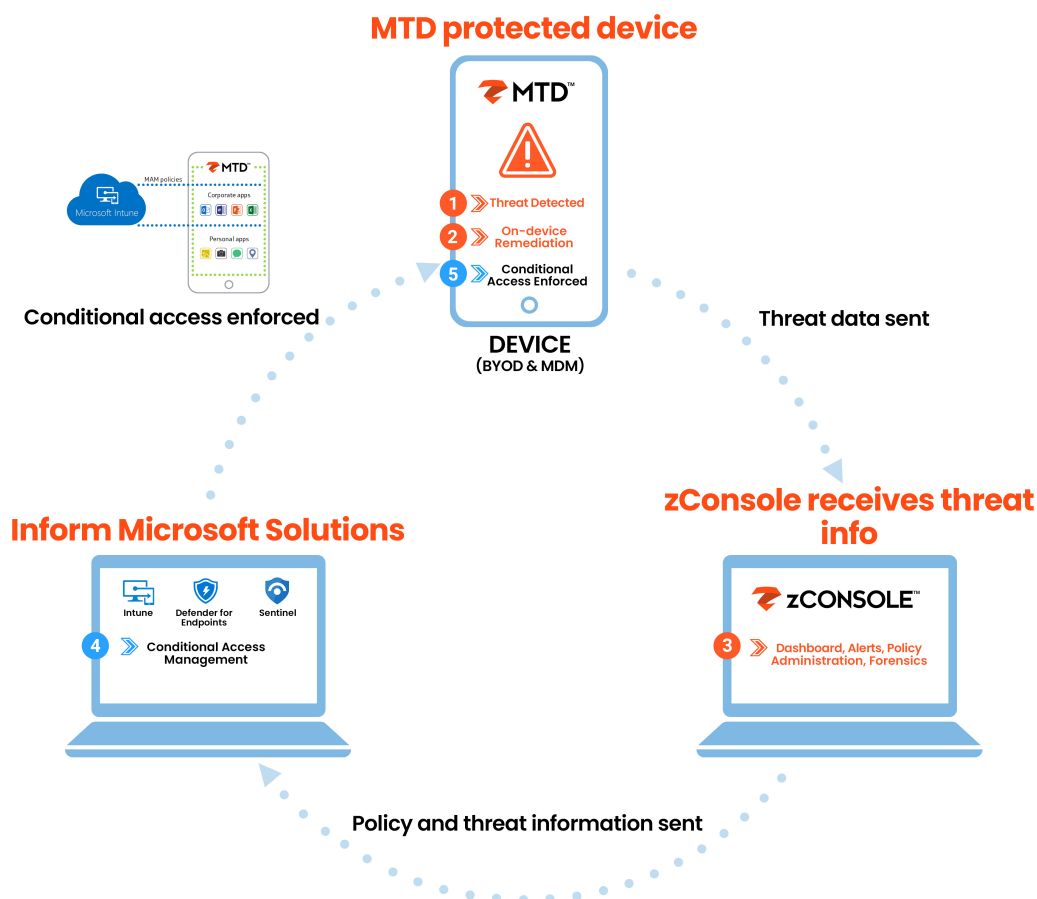 MTD protected device
MTD™
1
Threat Detected
2
On-device
Remediation
5
Conditional
Access Enforced
DEVICE
(BYOD & MDM)
Microsoft Intune
MAM policies
MTD™
Corporate apps
Personal apps
Conditional access enforced
Threat data sent
zConsole receives threat
info
zCONSOLE™
3
Dashboard, Alerts, Policy
Administration, Forensics
Inform Microsoft Solutions
Intune
Defender for
Endpoints
Sentinel
4
Conditional Access
Management
Policy and threat information sent